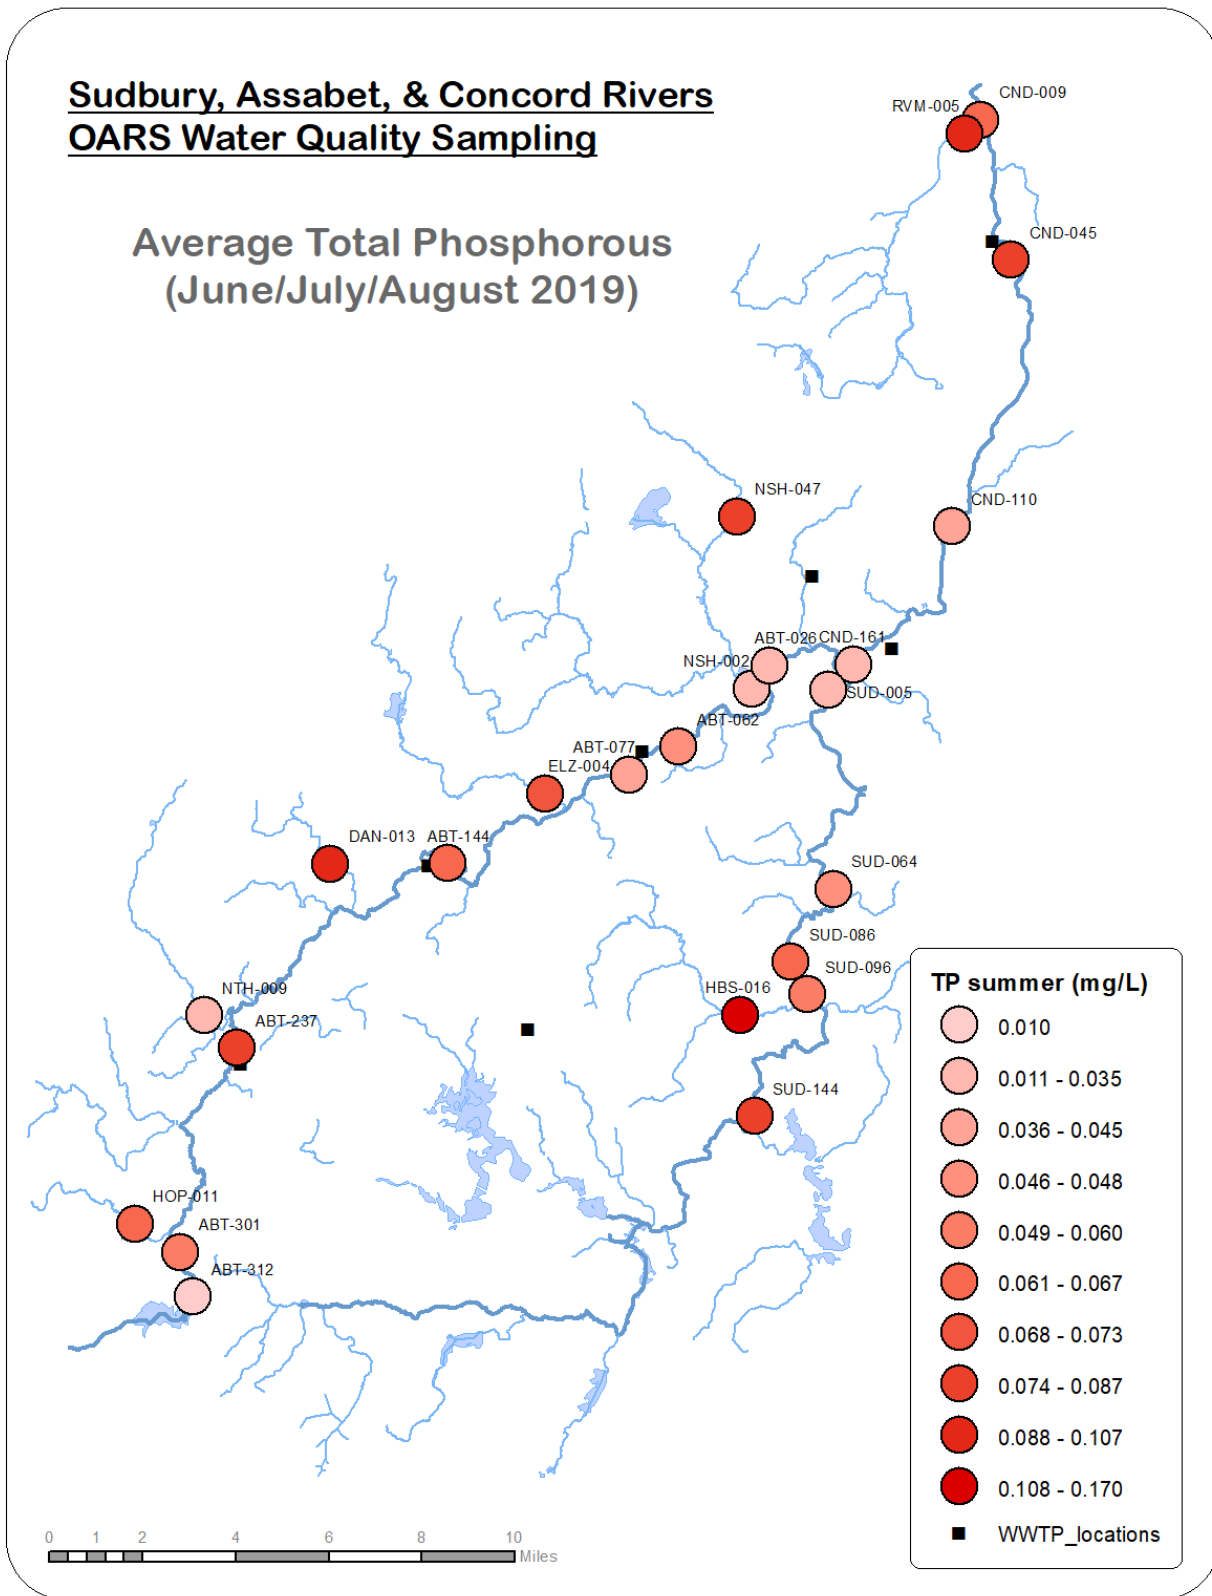 Sudbury, Assabet, & Concord Rivers
OARS Water Quality Sampling
Average Total Phosphorous
(June/July/August 2019)
CND-009
RVM-005
CND-045
NSH-047
CND-110
ABT-026
CND-161
NSH-002
SUD-005
ABT-062
ABT-077
ELZ-004
DAN-013
ABT-144
SUD-064
SUD-086
SUD-096
HBS-016
NTH-009
ABT-237
SUD-144
HOP-011
ABT-301
ABT-312
TP summer (mg/L)
0.010
0.011 - 0.035
0.036 - 0.045
0.046 - 0.048
0.049 - 0.060
0.061 - 0.067
0.068 - 0.073
0.074 - 0.087
0.088 - 0.107
0.108 - 0.170
WWTP_locations
0 1 2 4 6 8 10
Miles